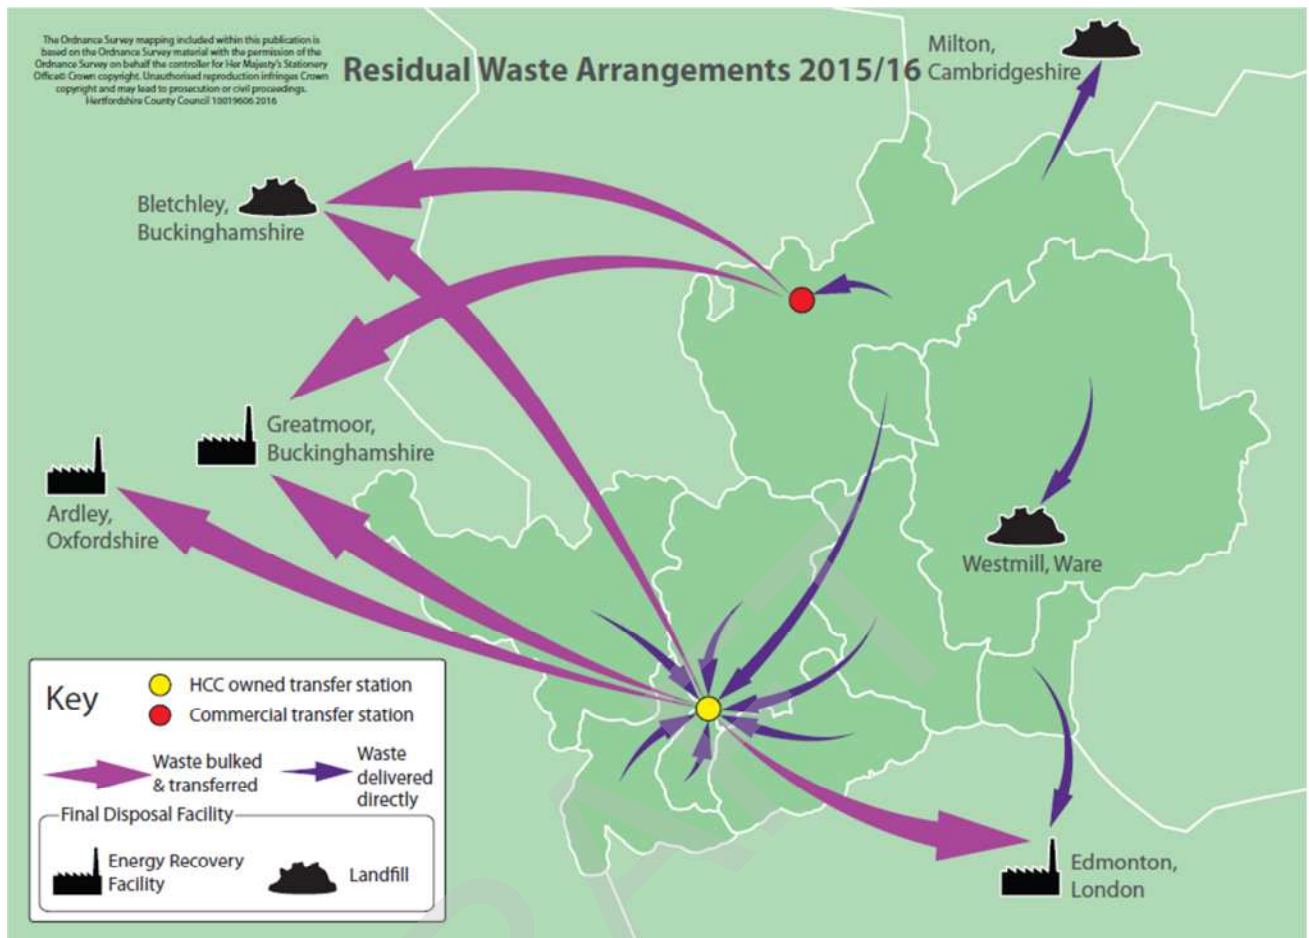 The Ordnance Survey mapping included within this publication is
based on the Ordnance Survey material with the permission of the
Ordnance Survey on behalf the controller for Her Majesty's Stationery
Office© Crown copyright. Unauthorised reproduction infringes Crown
copyright and may lead to prosecution or civil proceedings.
Hertfordshire County Council 10019606 2016
Residual Waste Arrangements 2015/16
Milton,
Cambridgeshire
Bletchley,
Buckinghamshire
Greatmoor,
Buckinghamshire
Ardley,
Oxfordshire
Westmill, Ware
Edmonton,
London
Key
HCC owned transfer station
Commercial transfer station
Waste bulked
& transferred
Waste
delivered
directly
Final Disposal Facility
Energy Recovery
Facility
Landfill